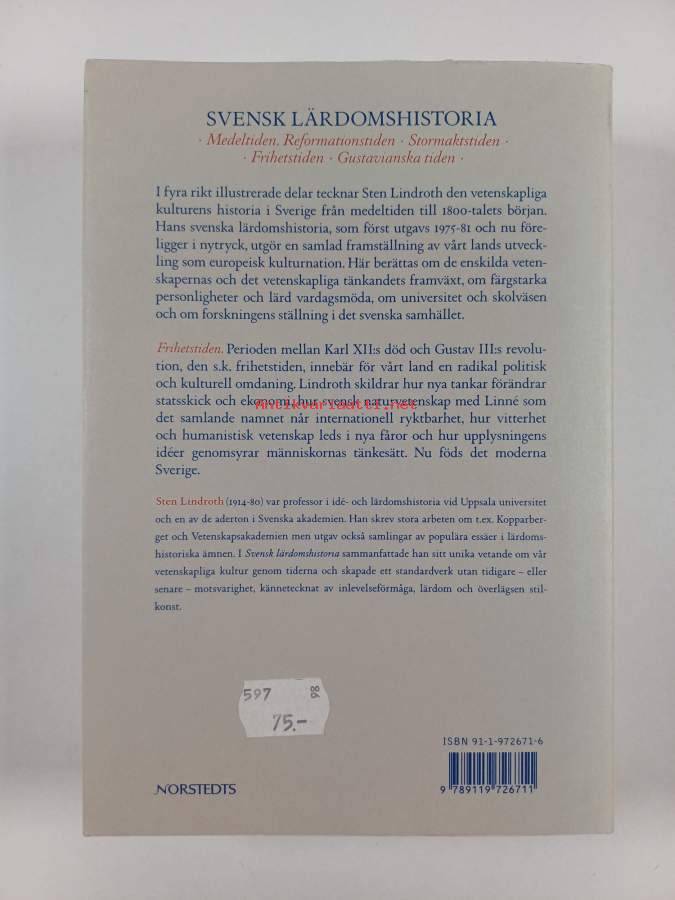 SVENSK LÄRDOMSHISTORIA
· Medeltiden. Reformationstiden · Stormaktstiden ·
· Frihetstiden · Gustavianska tiden ·
I fyra rikt illustrerade delar tecknar Sten Lindroth den vetenskapliga
kulturens historia i Sverige från medeltiden till 1800-talets början.
Hans svenska lärdomshistoria, som först utgavs 1975-81 och nu före-
ligger i nytryck, utgör en samlad framställning av vårt lands utveck-
ling som europeisk kulturnation. Här berättas om de enskilda veten-
skapernas och det vetenskapliga tänkandets framväxt, om färgstarka
personligheter och lärd vardagsmöda, om universitet och skolväsen
och om forskningens ställning i det svenska samhället.
Frihetstiden. Perioden mellan Karl XII:s död och Gustav III:s revolu-
tion, den s.k. frihetstiden, innebär för vårt land en radikal politisk
och kulturell omdaning. Lindroth skildrar hur nya tankar förändrar
statsskick och ekonomi, hur svensk naturvetenskap med Linné som
Antikvariaatti.net
det samlande namnet når internationell ryktbarhet, hur vitterhet
och humanistisk vetenskap leds i nya fåror och hur upplysningens
idéer genomsyrar människornas tänkesätt. Nu föds det moderna
Sverige.
Sten Lindroth (1914-80) var professor i idé- och lärdomshistoria vid Uppsala universitet
och en av de aderton i Svenska akademien. Han skrev stora arbeten om t.ex. Kopparber-
get och Vetenskapsakademien men utgav också samlingar av populära essäer i lärdoms-
historiska ämnen. I Svensk lärdomshistoria sammanfattade han sitt unika vetande om vår
vetenskapliga kultur genom tiderna och skapade ett standardverk utan tidigare – eller
senare – motsvarighet, kännetecknat av inlevelseförmåga, lärdom och överlägsen stil-
konst.
597 98
75.-
ISBN 91-1-972671-6
NORSTEDTS
9 789119 726711